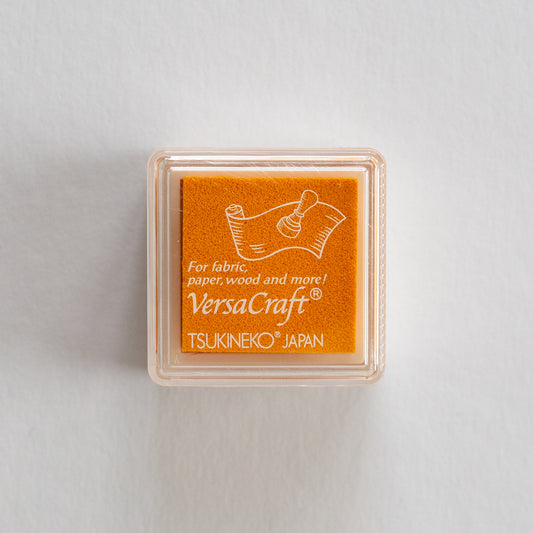 For fabric,
paper, wood and more!
VersaCraft®
TSUKINEKO® JAPAN